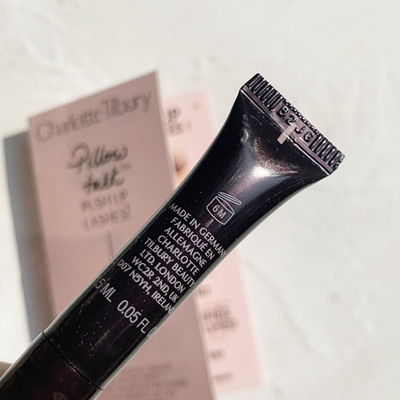 Charlotte Tilbury
Pillow
talk
PUSH UP
LASHES!
6M
MADE IN GERMANY
FABRIQUÉ EN
ALLEMAGNE
CHARLOTTE
TILBURY BEAUTY
LTD. LONDON
WC2R 2ND, UK
D07 N5YH, IRELAND
5ML 0.05 FL